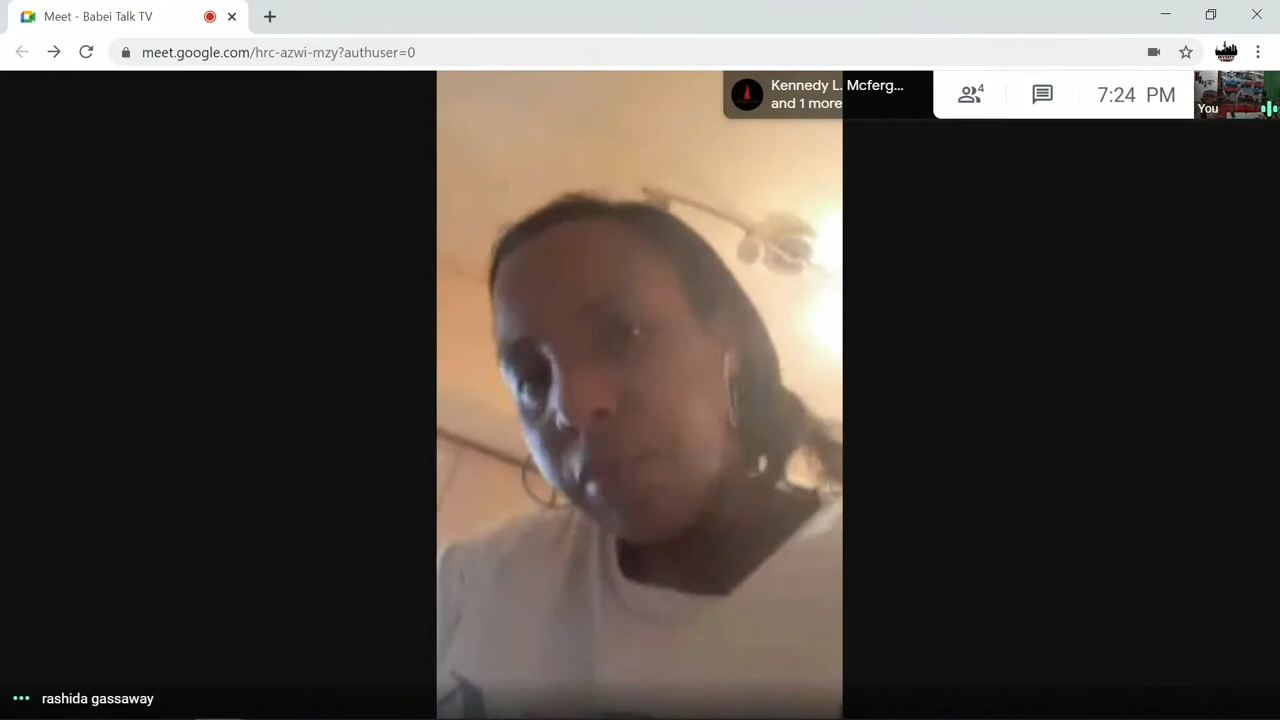 Meet - Babei Talk TV
meet.google.com/hrc-azwi-mzy?authuser=0
Kennedy L. Mcferg...
and 1 more
4
7:24 PM
You
rashida gassaway